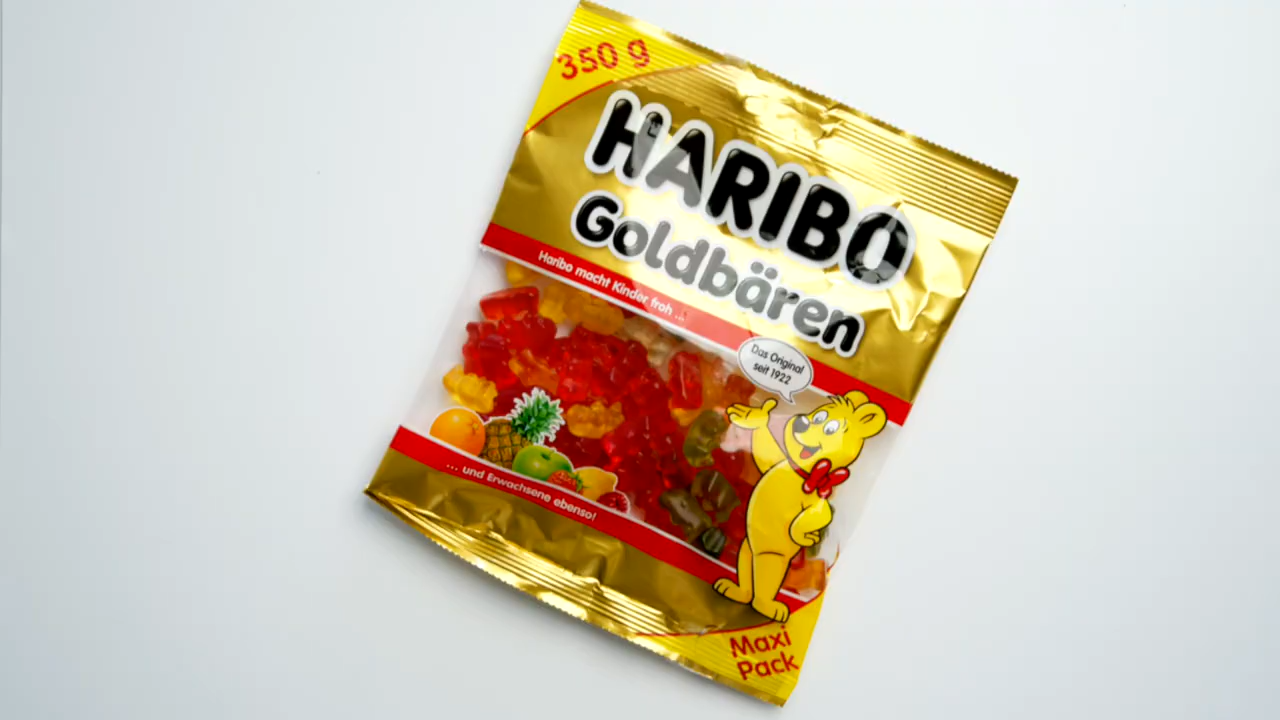 350 g
HARIBO
Goldbären
Haribo macht Kinder froh ...
Das Original
seit 1922
... und Erwachsene ebenso!
Maxi
Pack